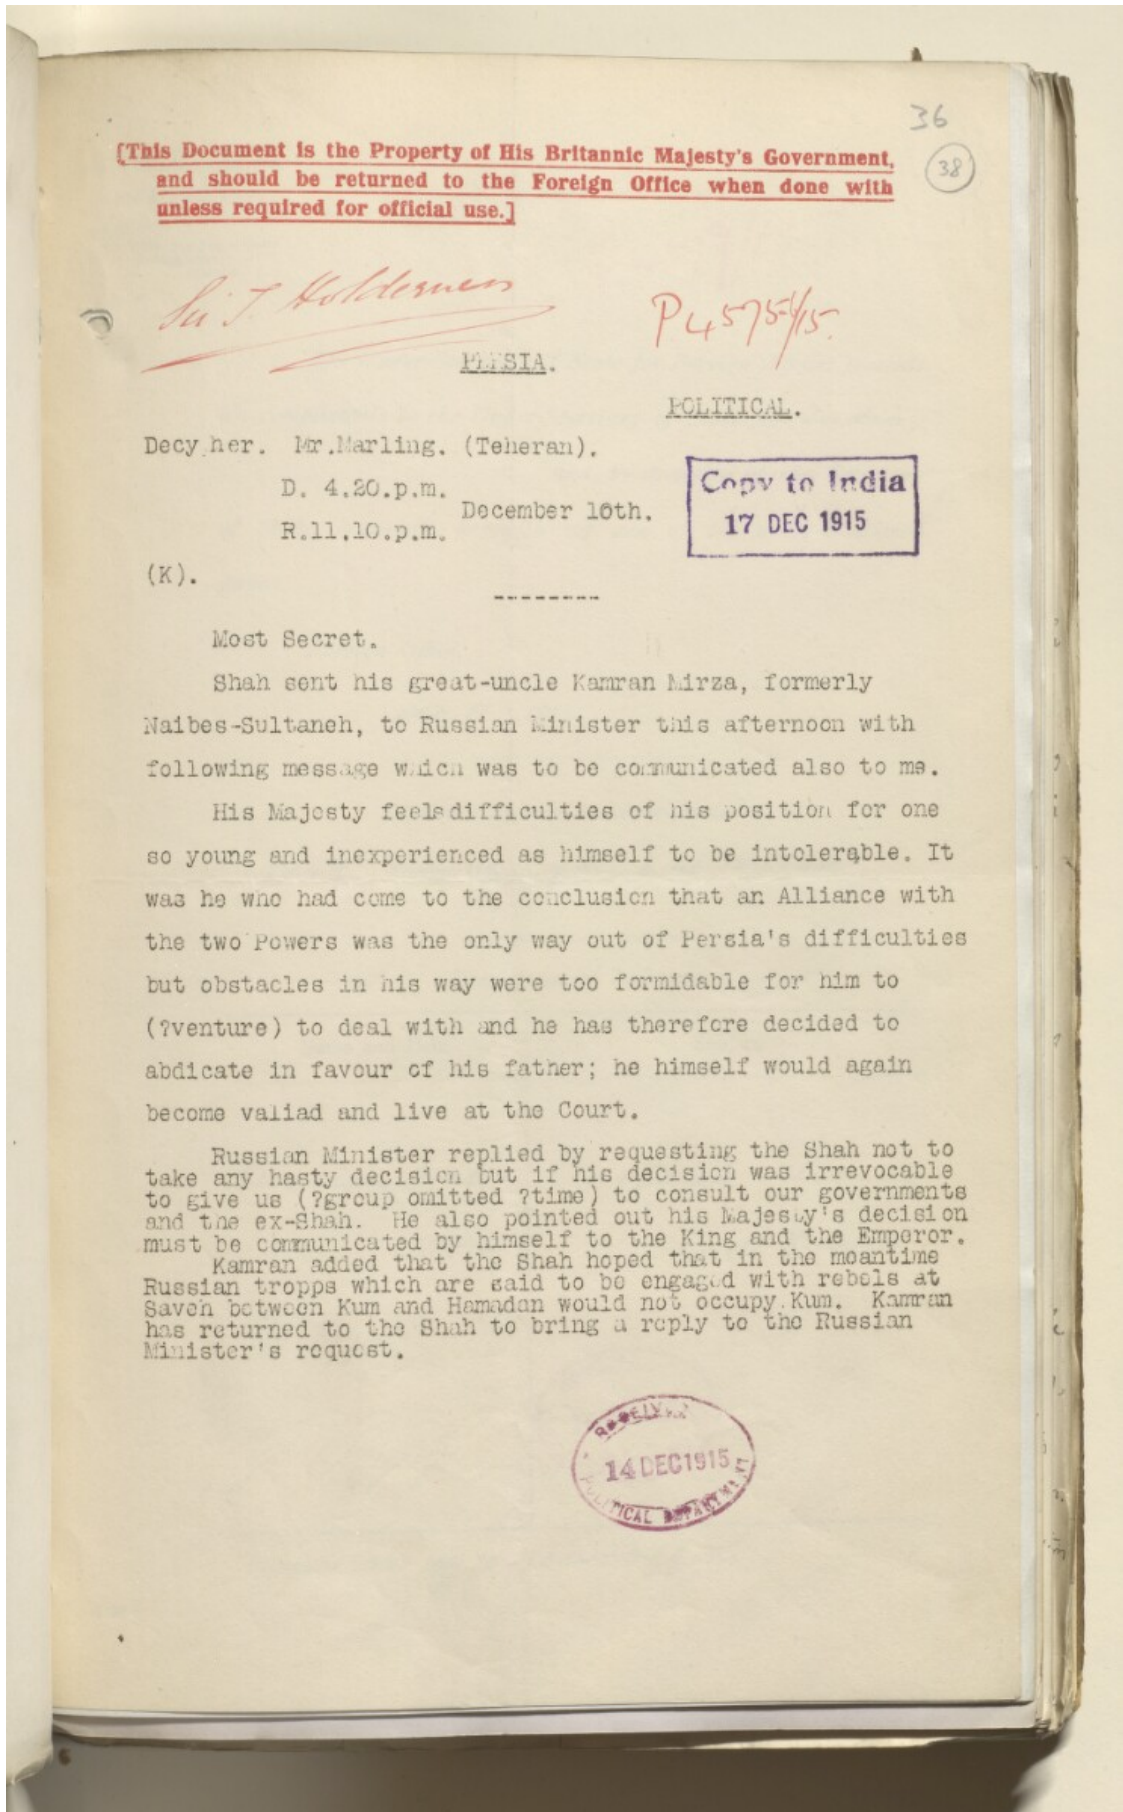 36
38
[This Document is the Property of His Britannic Majesty's Government,
and should be returned to the Foreign Office when done with
unless required for official use.]
Sir T. Holderness
P 4575/15.
PERSIA.
POLITICAL.
Decypher. Mr.Marling. (Teheran).
D. 4.20.p.m.
December 10th.
R.11.10.p.m.
Copy to India
17 DEC 1915
(K).
--------
Most Secret.
Shah sent his great-uncle Kamran Mirza, formerly
Naibes-Sultaneh, to Russian Minister this afternoon with
following message which was to be communicated also to me.
His Majesty feels difficulties of his position for one
so young and inexperienced as himself to be intolerable. It
was he who had come to the conclusion that an Alliance with
the two Powers was the only way out of Persia's difficulties
but obstacles in his way were too formidable for him to
(?venture) to deal with and he has therefore decided to
abdicate in favour of his father; he himself would again
become valiad and live at the Court.
Russian Minister replied by requesting the Shah not to
take any hasty decision but if his decision was irrevocable
to give us (?group omitted ?time) to consult our governments
and the ex-Shah. He also pointed out his Majesty's decision
must be communicated by himself to the King and the Emperor.
Kamran added that the Shah hoped that in the meantime
Russian tropps which are said to be engaged with rebels at
Saveh between Kum and Hamadan would not occupy Kum. Kamran
has returned to the Shah to bring a reply to the Russian
Minister's request.
RECEIVED
14 DEC 1915
POLITICAL DEPARTMENT